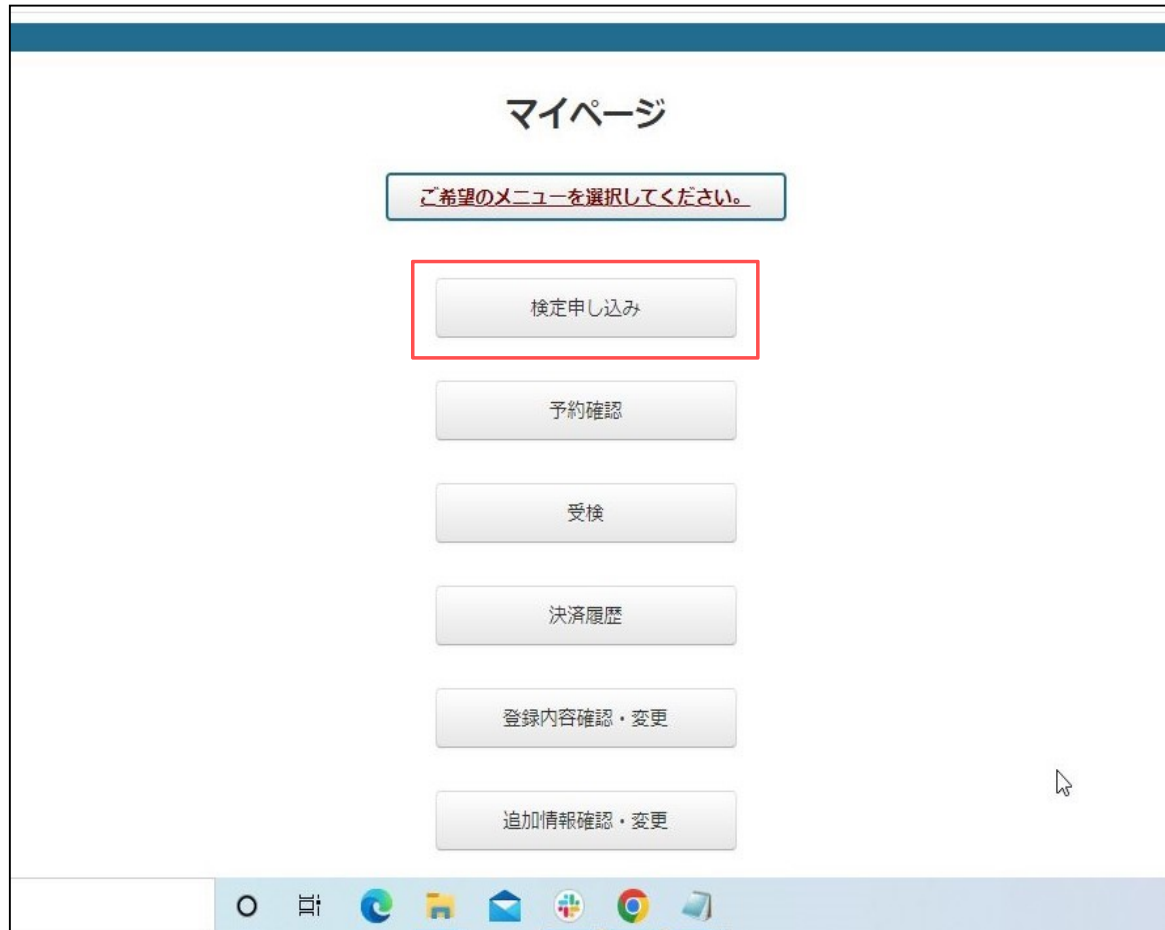 マイページ
ご希望のメニューを選択してください。
検定申し込み
予約確認
受検
決済履歴
登録内容確認・変更
追加情報確認・変更